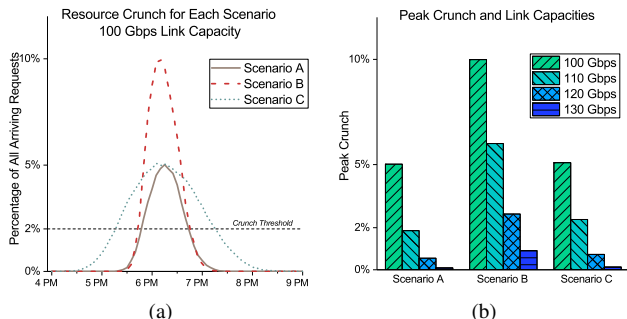 Resource Crunch for Each Scenario
100 Gbps Link Capacity
Percentage of All Arriving Requests
10%
5%
2%
0%
Scenario A
Scenario B
Scenario C
Crunch Threshold
4 PM 5 PM 6 PM 7 PM 8 PM 9 PM
(a)
Peak Crunch and Link Capacities
Peak Crunch
10%
5%
2%
0%
100 Gbps
110 Gbps
120 Gbps
130 Gbps
Scenario A Scenario B Scenario C
(b)